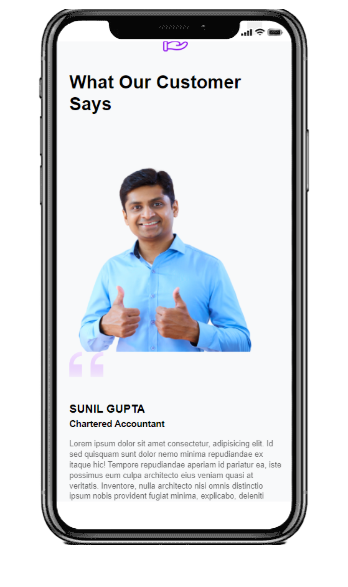 What Our Customer
Says
SUNIL GUPTA
Chartered Accountant
Lorem ipsum dolor sit amet consectetur, adipisicing elit. Id
sed quisquam sunt dolor nemo minima repudiandae ex
itaque hic! Tempore repudiandae aperiam id pariatur ea, iste
possimus eum culpa architecto eius veniam quasi at
veritatis. Inventore, nulla architecto nisi omnis distinctio
ipsum nobis provident fugiat minima, explicabo, deleniti